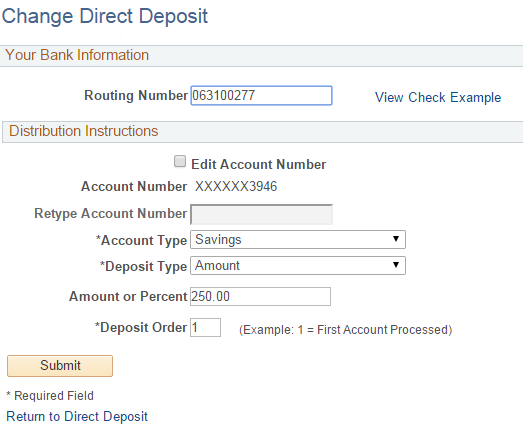 Change Direct Deposit
Your Bank Information
Routing Number 063100277 View Check Example
Distribution Instructions
Edit Account Number
Account Number XXXXXX3946
Retype Account Number
*Account Type Savings
*Deposit Type Amount
Amount or Percent 250.00
*Deposit Order 1 (Example: 1 = First Account Processed)
Submit
* Required Field
Return to Direct Deposit